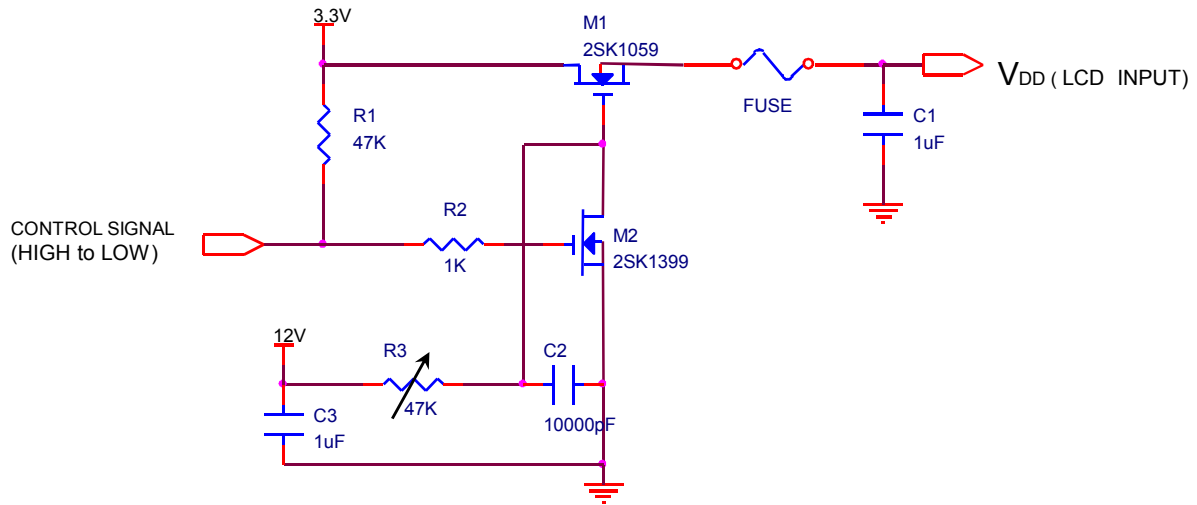 3.3V
M1
2SK1059
FUSE
VDD ( LCD INPUT)
R1
47K
C1
1uF
CONTROL SIGNAL
(HIGH to LOW)
R2
1K
M2
2SK1399
12V
R3
47K
C2
10000pF
C3
1uF